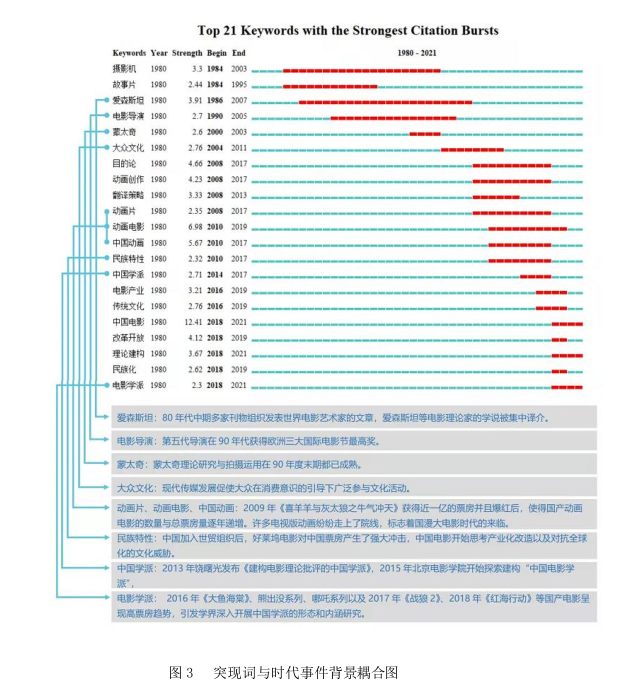 Top 21 Keywords with the Strongest Citation Bursts
Keywords Year Strength Begin End 1980 - 2021
摄影机 1980 3.3 1984 2003
故事片 1980 2.44 1984 1995
爱森斯坦 1980 3.91 1986 2007
电影导演 1980 2.7 1990 2005
蒙太奇 1980 2.6 2000 2003
大众文化 1980 2.76 2004 2011
目的论 1980 4.66 2008 2017
动画创作 1980 4.23 2008 2017
翻译策略 1980 3.33 2008 2013
动画片 1980 2.35 2008 2017
动画电影 1980 6.98 2010 2019
中国动画 1980 5.67 2010 2017
民族特性 1980 2.32 2010 2017
中国学派 1980 2.71 2014 2017
电影产业 1980 3.21 2016 2019
传统文化 1980 2.76 2016 2019
中国电影 1980 12.41 2018 2021
改革开放 1980 4.12 2018 2019
理论建构 1980 3.67 2018 2021
民族化 1980 2.62 2018 2019
电影学派 1980 2.3 2018 2021
爱森斯坦：80年代中期多家刊物组织发表世界电影艺术家的文章，爱森斯坦等电影理论家的学说被集中译介。
电影导演：第五代导演在90年代获得欧洲三大国际电影节最高奖。
蒙太奇：蒙太奇理论研究与拍摄运用在90年度末期都已成熟。
大众文化：现代传媒发展促使大众在消费意识的引导下广泛参与文化活动。
动画片、动画电影、中国动画：2009年《喜羊羊与灰太狼之牛气冲天》获得近一亿的票房并且爆红后，使得国产动画
电影的数量与总票房量逐年递增。许多电视版动画纷纷走上了院线，标志着国漫大电影时代的来临。
民族特性：中国加入世贸组织后，好莱坞电影对中国票房产生了强大冲击，中国电影开始思考产业化改造以及对抗全球
化的文化威胁。
中国学派：2013年饶曙光发布《建构电影理论批评的中国学派》，2015年北京电影学院开始探索建构“中国电影学
派”，
电影学派： 2016年《大鱼海棠》、熊出没系列、哪吒系列以及2017年《战狼2》、2018年《红海行动》等国产电影呈
现高票房趋势，引发学界深入开展中国学派的形态和内涵研究。
图 3 突现词与时代事件背景耦合图